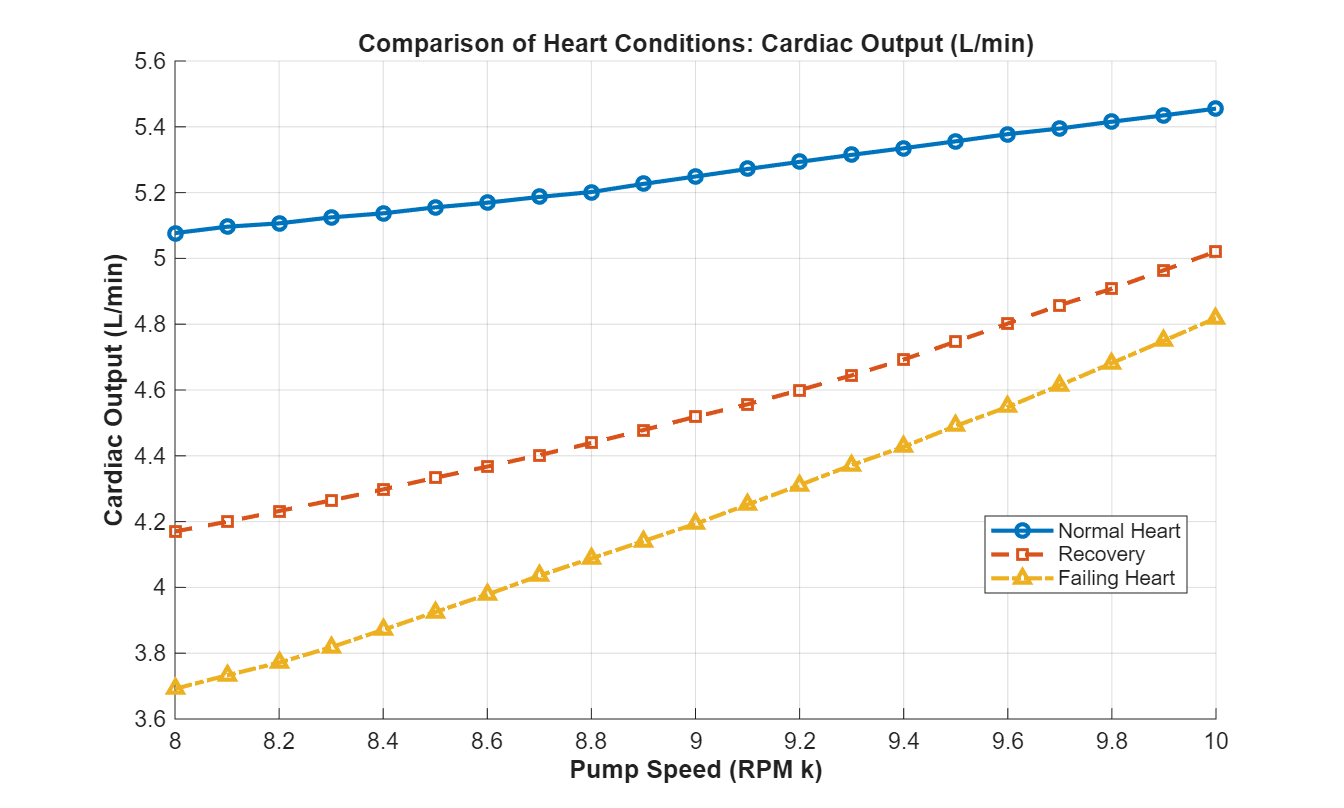 Comparison of Heart Conditions: Cardiac Output (L/min)
5.6
5.4
5.2
5
4.8
4.6
4.4
4.2
4
3.8
3.6
Cardiac Output (L/min)
Normal Heart
Recovery
Failing Heart
8 8.2 8.4 8.6 8.8 9 9.2 9.4 9.6 9.8 10
Pump Speed (RPM k)